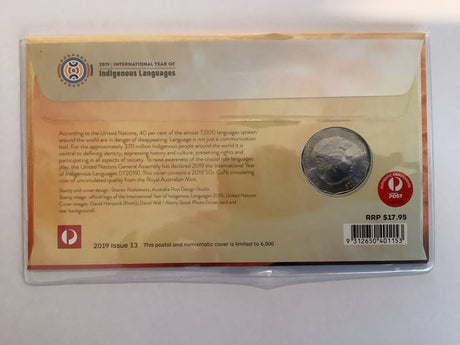 2019 | INTERNATIONAL YEAR OF
Indigenous Languages
According to the United Nations, 40 per cent of the almost 7,000 languages spoken
around the world are in danger of disappearing. Language is not just a communication
tool. For the approximately 370 million Indigenous people around the world it is
central to defining identity, expressing history and culture, preserving rights and
participating in all aspects of society. To raise awareness of the crucial role languages
play, the United Nations General Assembly has declared 2019 the International Year
of Indigenous Languages (IY2019). This cover contains a 2019 50c CuNi circulating
coin of uncirculated quality from the Royal Australian Mint.
Stamp and cover design: Sharon Rodziewicz, Australia Post Design Studio
Stamp image: official logo of the International Year of Indigenous Languages 2019, United Nations
Cover images: David Hancock (front); David Wall / Alamy Stock Photo (inner card and
rear background)
AUSTRALIA
POST
RRP $17.95
9 312650 401153
2019 Issue 13
This postal and numismatic cover is limited to 6,500